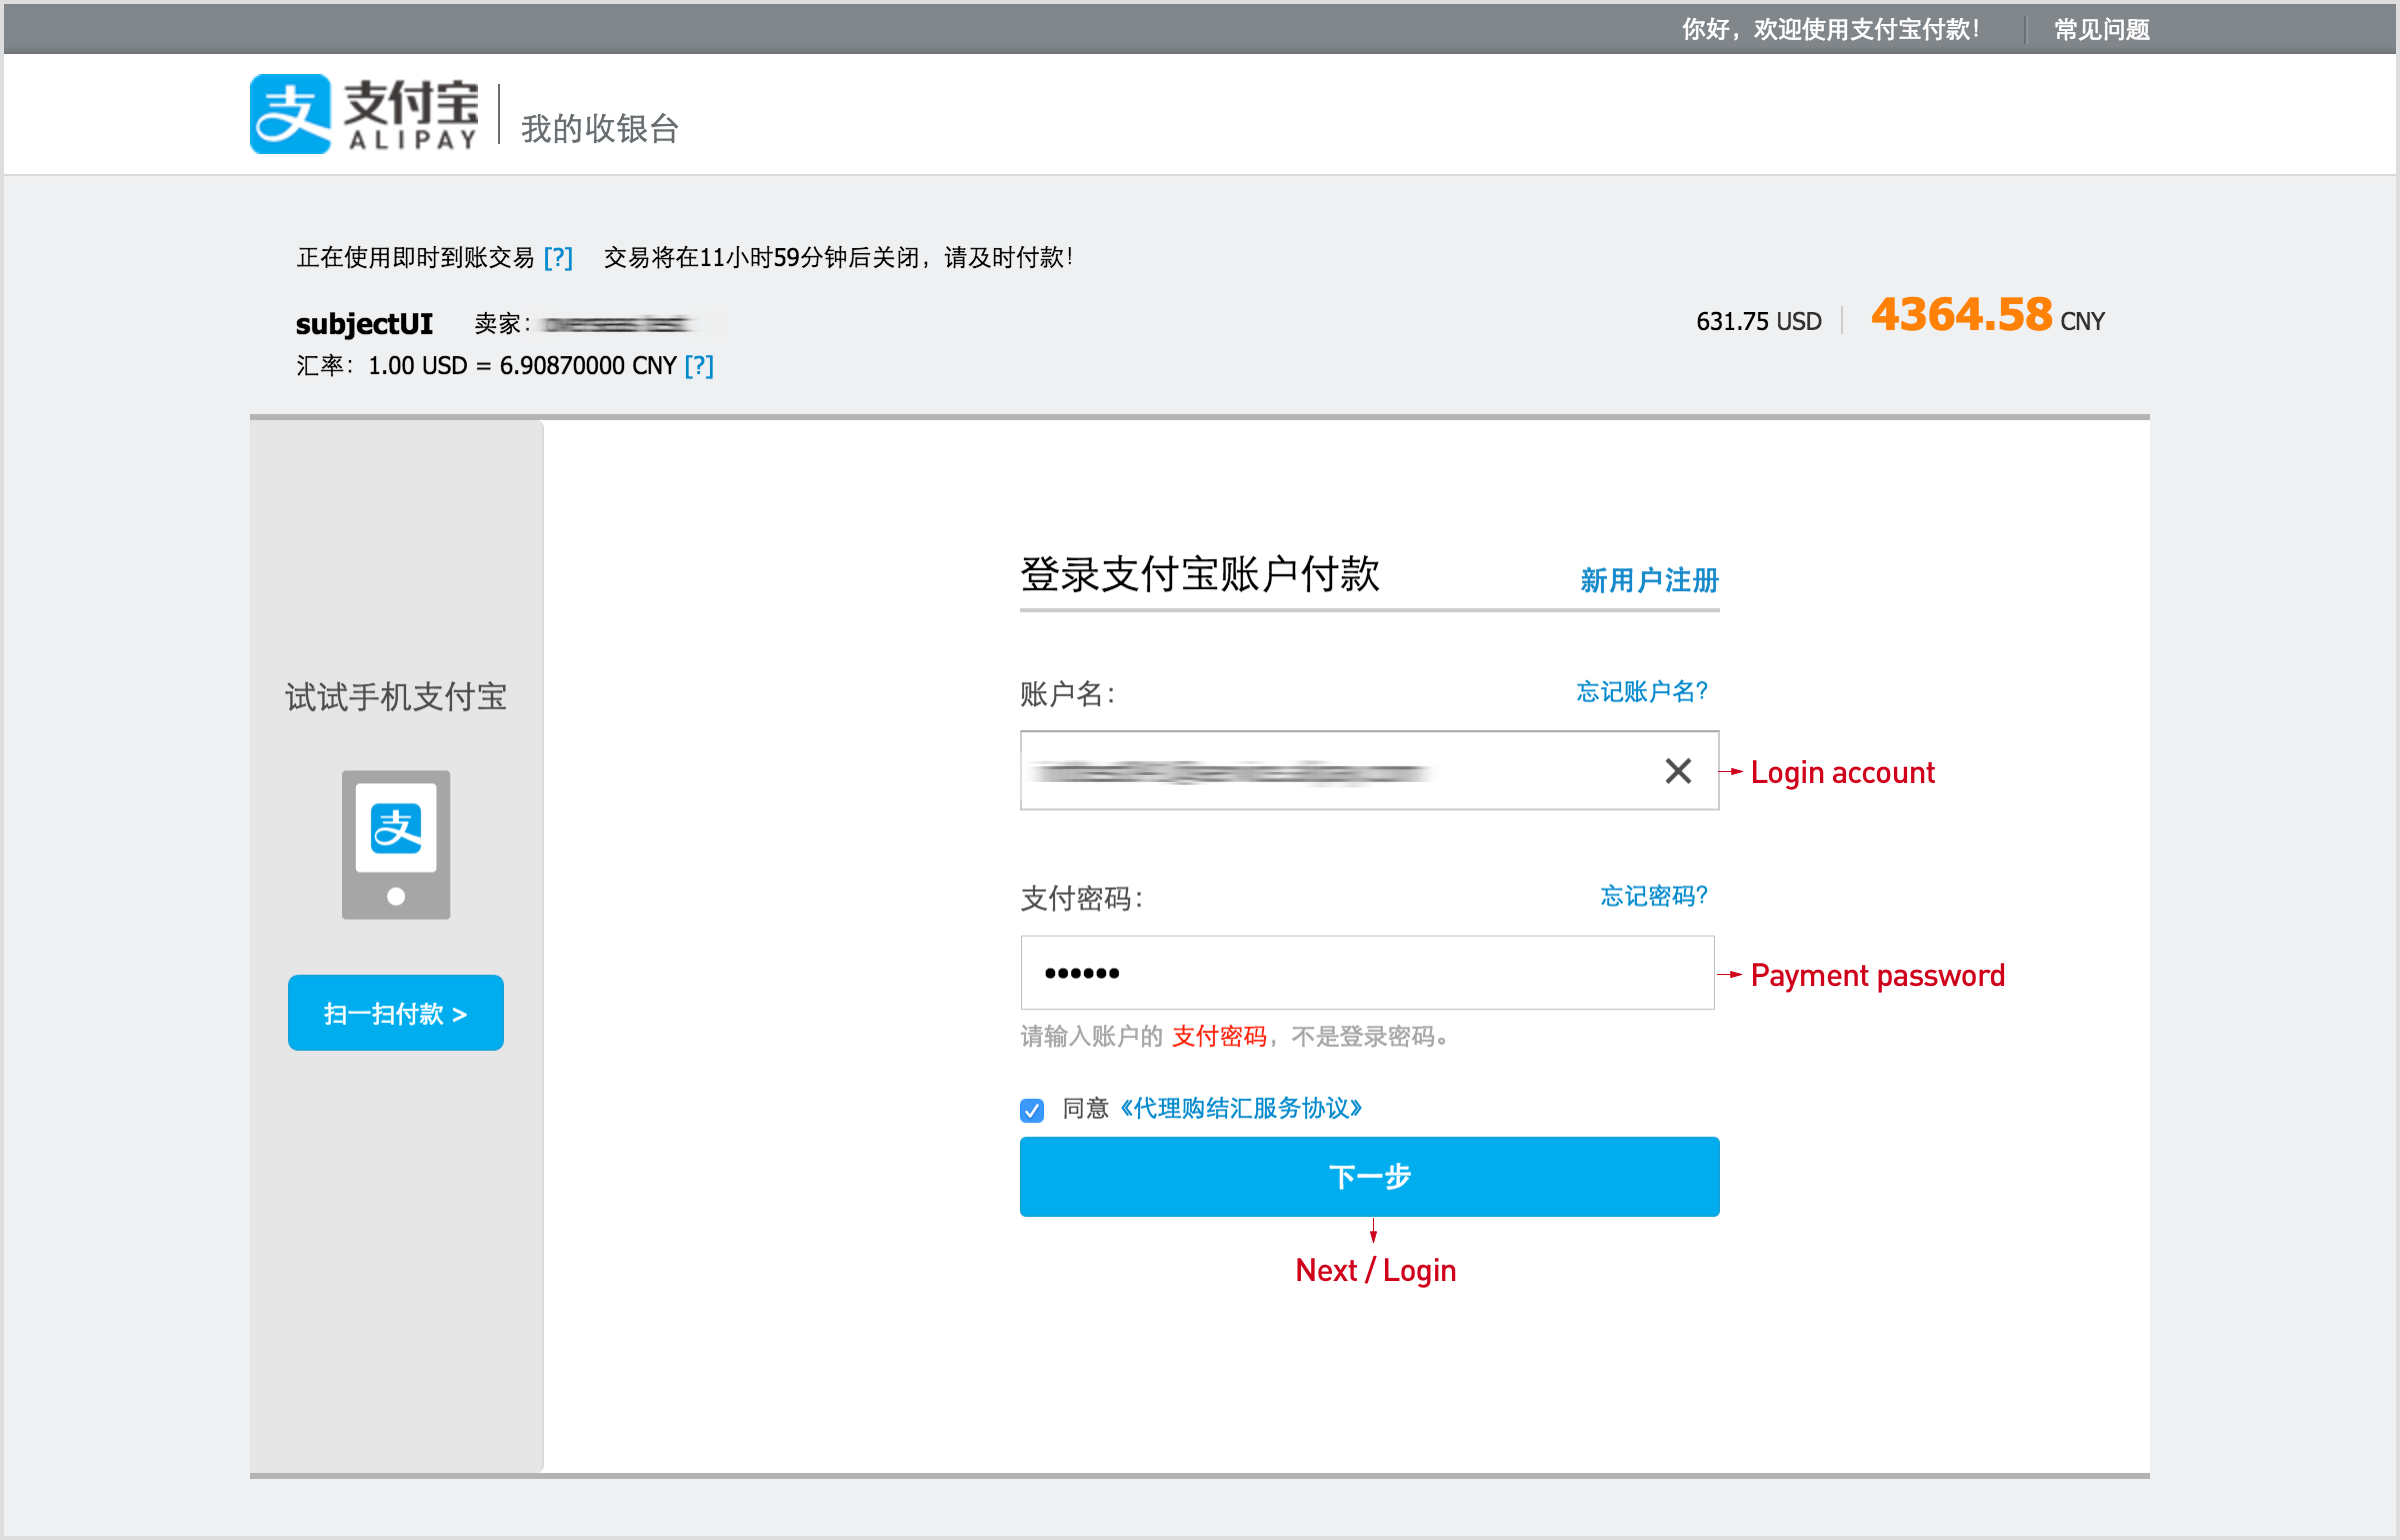 你好，欢迎使用支付宝付款！ 常见问题
支 支付宝 ALIPAY 我的收银台
正在使用即时到账交易 [?] 交易将在11小时59分钟后关闭，请及时付款！
subjectUI 卖家：
631.75 USD 4364.58 CNY
汇率：1.00 USD = 6.90870000 CNY [?]
试试手机支付宝
支
扫一扫付款 >
登录支付宝账户付款 新用户注册
账户名： 忘记账户名?
Login account
支付密码： 忘记密码?
Payment password
请输入账户的 支付密码，不是登录密码。
同意《代理购结汇服务协议》
下一步
Next / Login